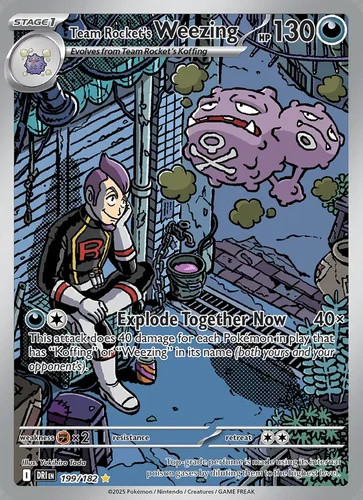 STAGE 1
Team Rocket's Weezing HP 130
Evolves from Team Rocket's Koffing
R
Explode Together Now 40×
This attack does 40 damage for each Pokémon in play that
has "Koffing" or "Weezing" in its name (both yours and your
opponent's).
weakness × 2 resistance retreat
Illus. Yukihiro Tada
DRI EN 199/182
Top-grade perfume is made using its internal
poison gases by diluting them to the highest level.
©2025 Pokémon / Nintendo / Creatures / GAME FREAK